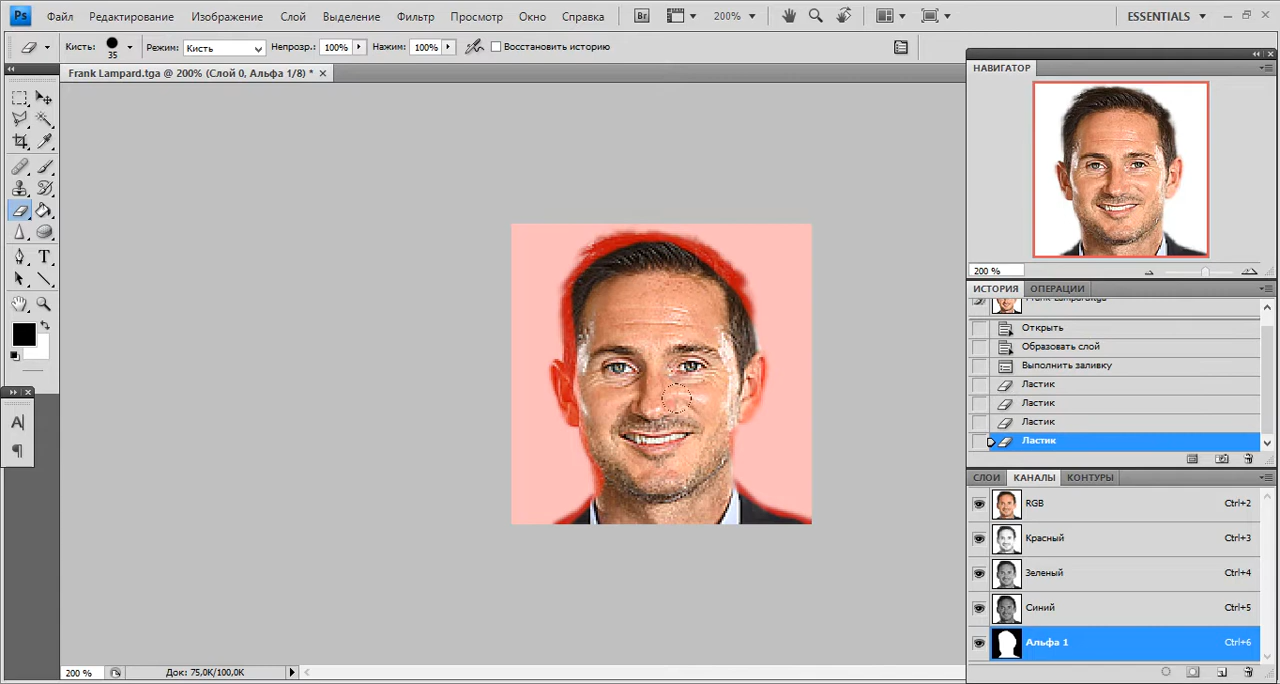 Ps Файл Редактирование Изображение Слой Выделение Фильтр Просмотр Окно Справка Br 200% ESSENTIALS
Кисть: 35 Режим: Кисть Непрозр.: 100% Нажим: 100% Восстановить историю
Frank Lampard.tga @ 200% (Слой 0, Альфа 1/8) *
НАВИГАТОР
200 %
ИСТОРИЯ ОПЕРАЦИИ
Frank Lampard.tga
Открыть
Образовать слой
Выполнить заливку
Ластик
Ластик
Ластик
Ластик
СЛОИ КАНАЛЫ КОНТУРЫ
RGB Ctrl+2
Красный Ctrl+3
Зеленый Ctrl+4
Синий Ctrl+5
Альфа 1 Ctrl+6
T
A
¶
200 % Док: 75,0K/100,0K